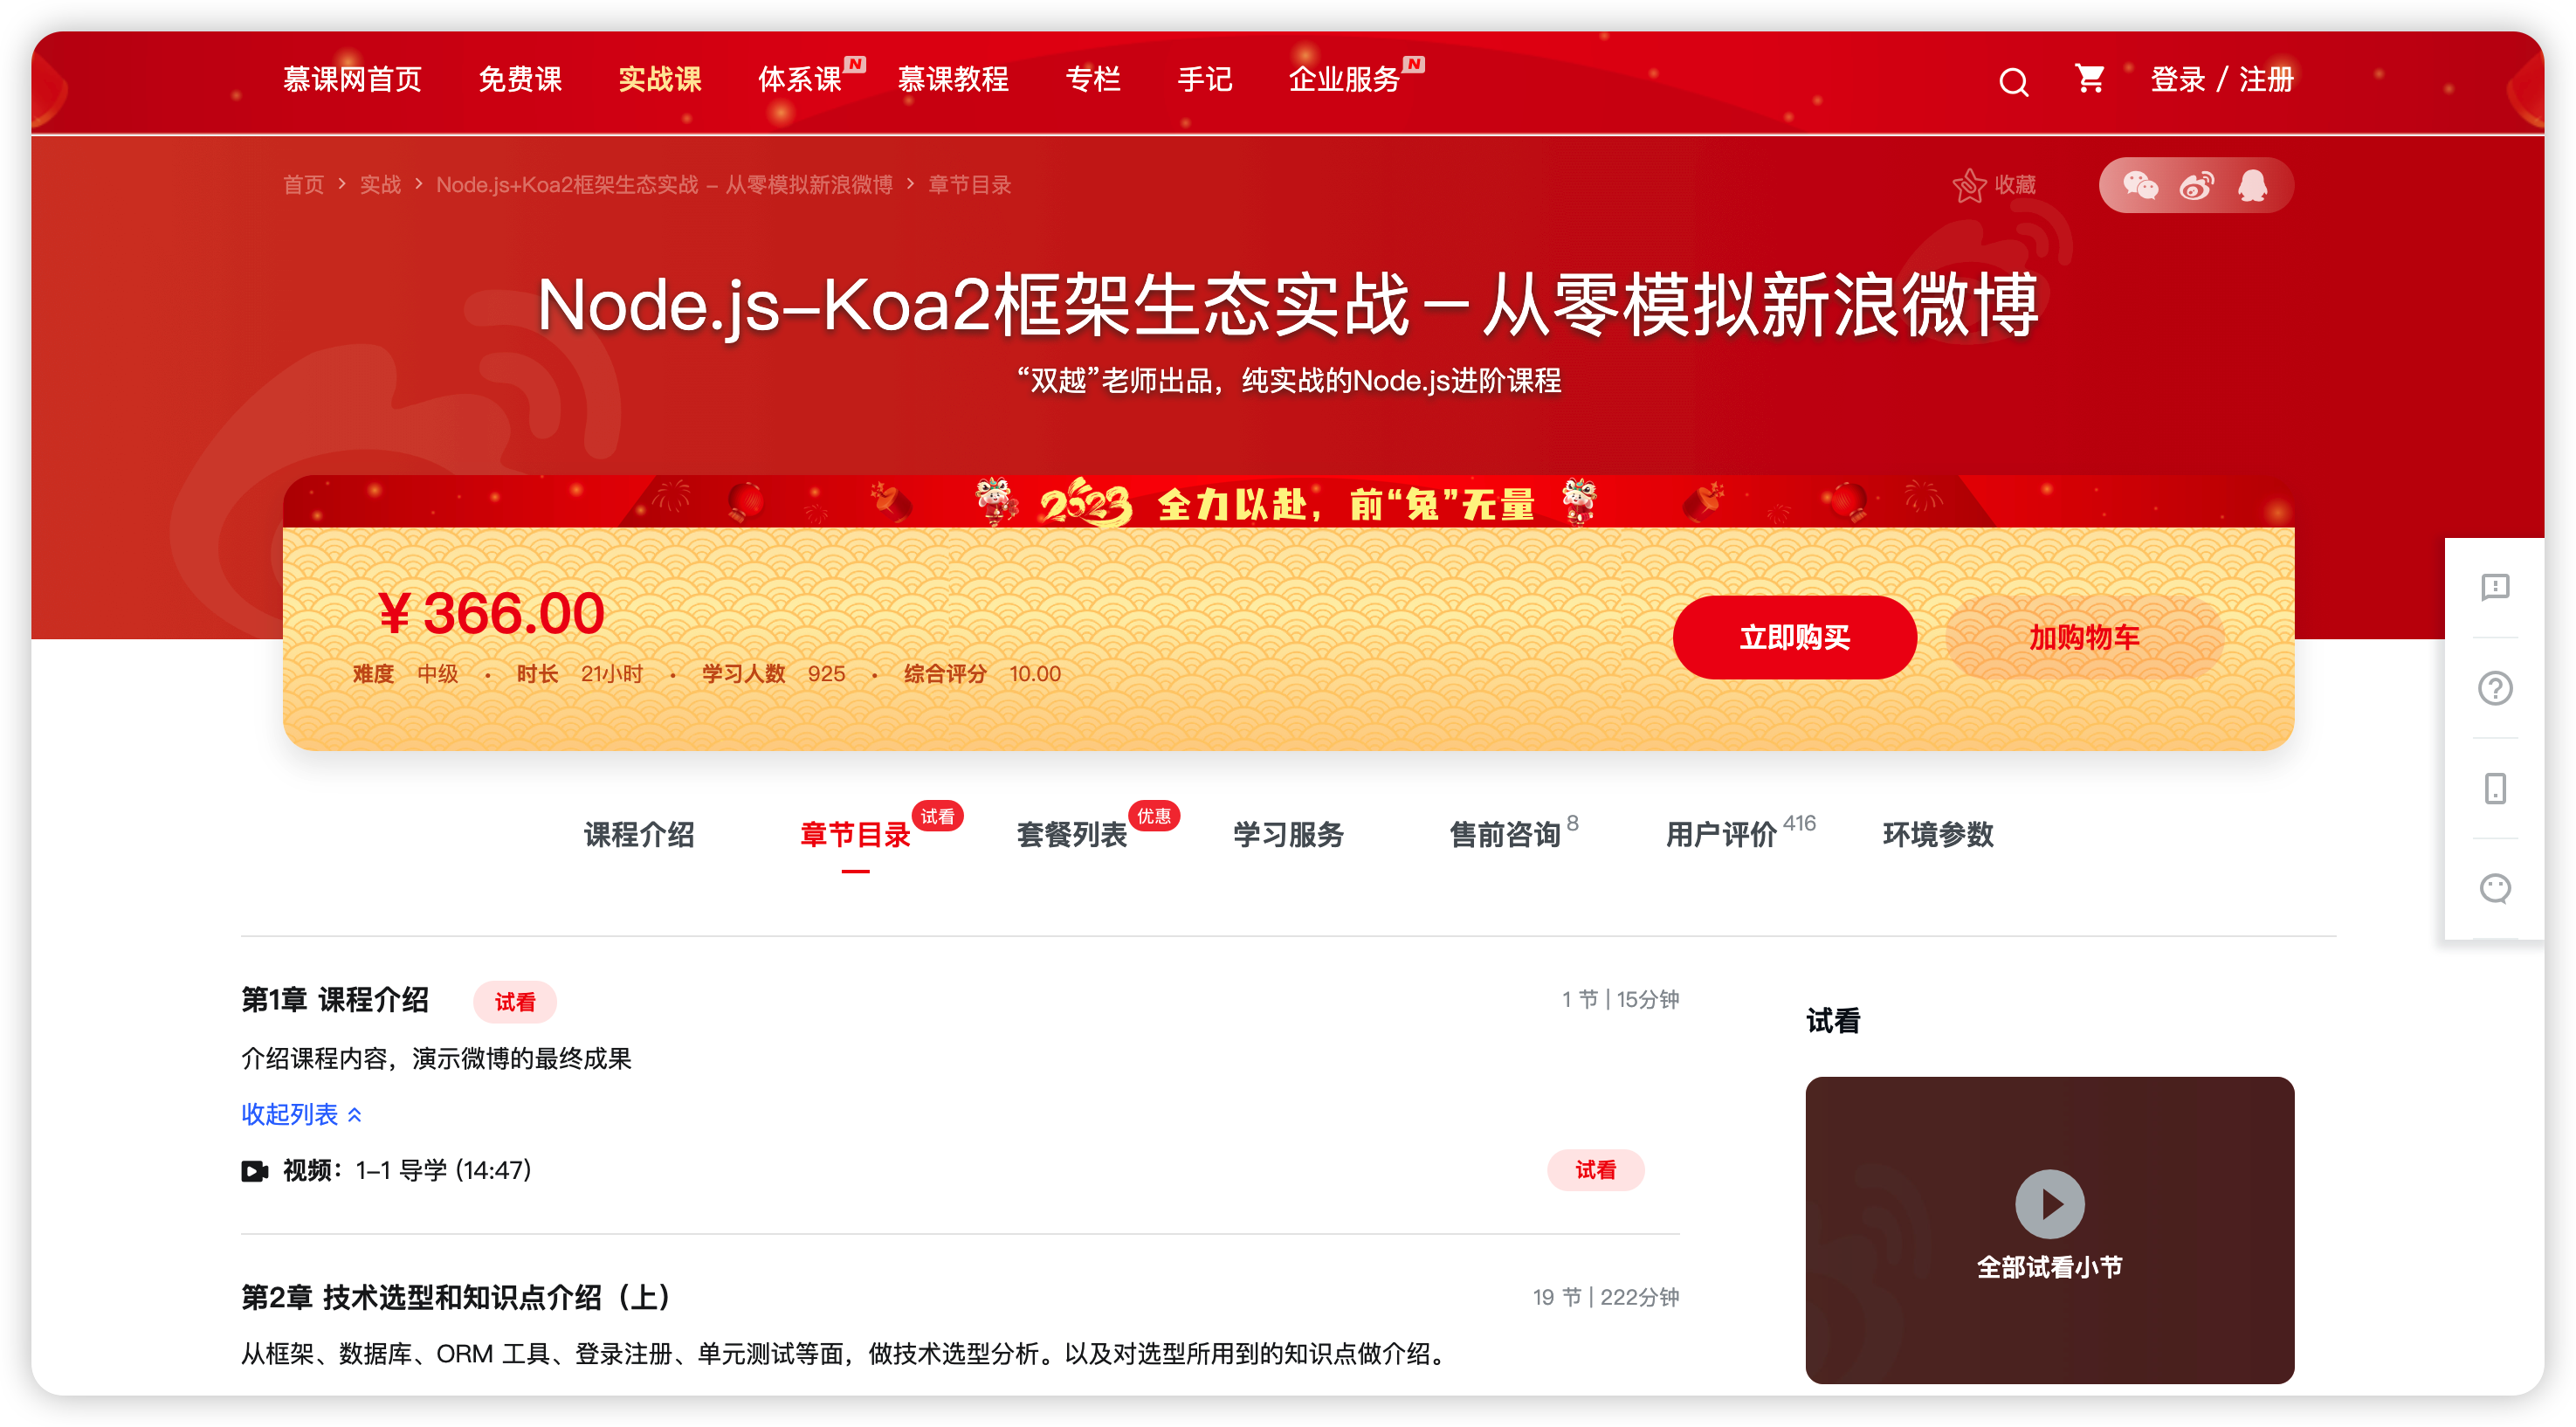 慕课网首页 免费课 实战课 体系课 N 慕课教程 专栏 手记 企业服务 N 登录 / 注册
首页 > 实战 > Node.js+Koa2框架生态实战 - 从零模拟新浪微博 > 章节目录 收藏
Node.js-Koa2框架生态实战-从零模拟新浪微博
“双越”老师出品，纯实战的Node.js进阶课程
2023 全力以赴，前“兔”无量
¥366.00
立即购买 加购物车
难度 中级 · 时长 21小时 · 学习人数 925 · 综合评分 10.00
课程介绍 章节目录 试看 套餐列表 优惠 学习服务 售前咨询 8 用户评价 416 环境参数
第1章 课程介绍 试看 1 节 | 15分钟
试看
介绍课程内容，演示微博的最终成果
收起列表
视频： 1-1 导学 (14:47) 试看
全部试看小节
第2章 技术选型和知识点介绍（上） 19 节 | 222分钟
从框架、数据库、ORM 工具、登录注册、单元测试等面，做技术选型分析。以及对选型所用到的知识点做介绍。